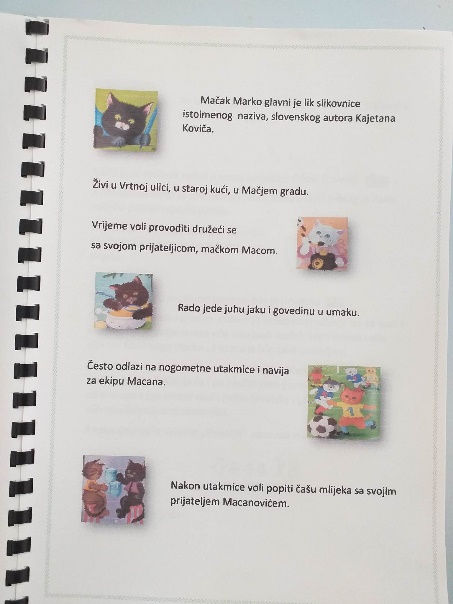 Mačak Marko glavni je lik slikovnice
istoimenog naziva, slovenskog autora Kajetana
Koviča.
Živi u Vrtnoj ulici, u staroj kući, u Mačjem gradu.
Vrijeme voli provoditi družeći se
sa svojom prijateljicom, mačkom Macom.
Rado jede juhu jaku i govedinu u umaku.
Često odlazi na nogometne utakmice i navija
za ekipu Macana.
Nakon utakmice voli popiti čašu mlijeka sa svojim
prijateljem Macanovićem.